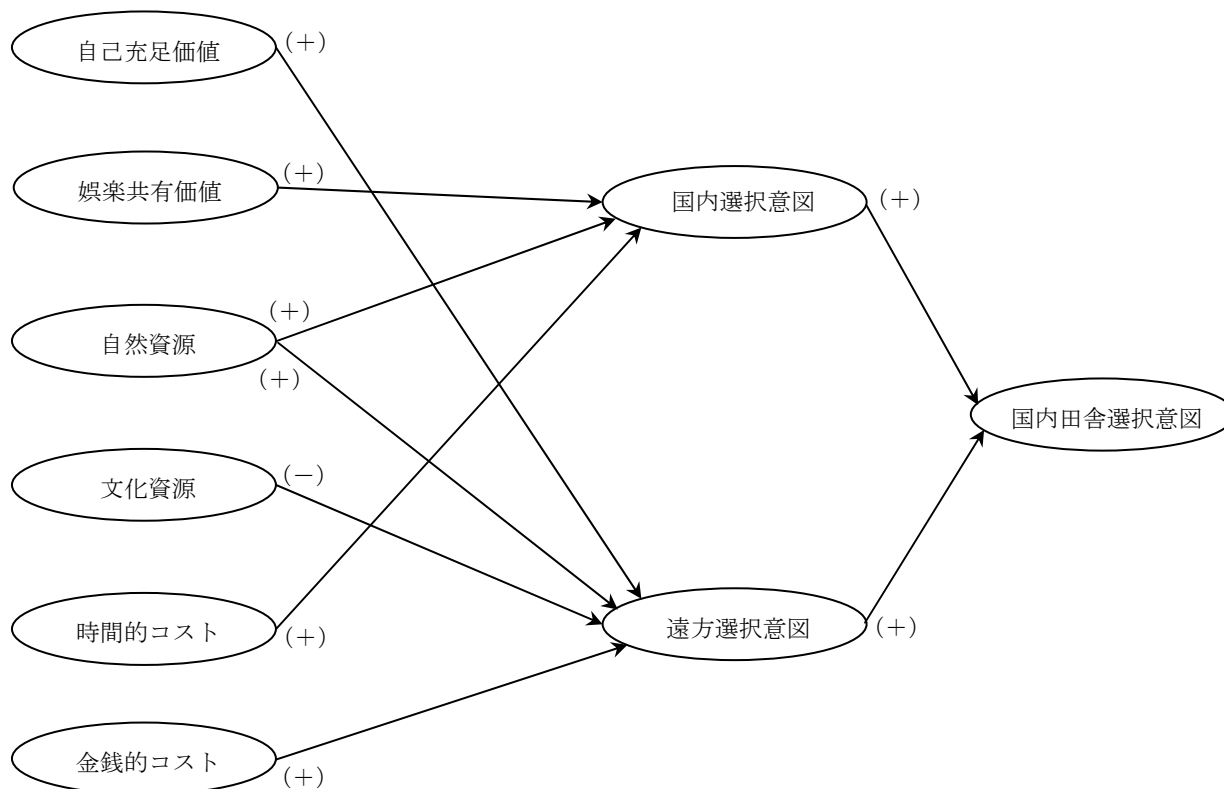 自己充足価値
(+)
娯楽共有価値
(+)
国内選択意図
(+)
自然資源
(+)
(+)
国内田舎選択意図
文化資源
(−)
時間的コスト
(+)
遠方選択意図
(+)
金銭的コスト
(+)